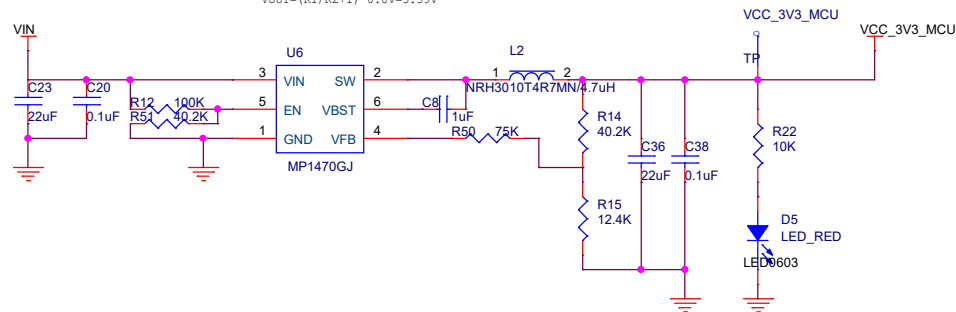 VCC_3V3_MCU
VIN
VCC_3V3_MCU
U6
L2
TP
3 VIN SW 2
1 2
C23
C20
NRH3010T4R7MN/4.7uH
R12 100K
5 EN VBST 6
C8
22uF
0.1uF
R51 40.2K
1uF
R14
40.2K
R22
10K
1 GND VFB 4
R50 75K
C36
C38
MP1470GJ
22uF
0.1uF
R15
12.4K
D5
LED_RED
LED0603